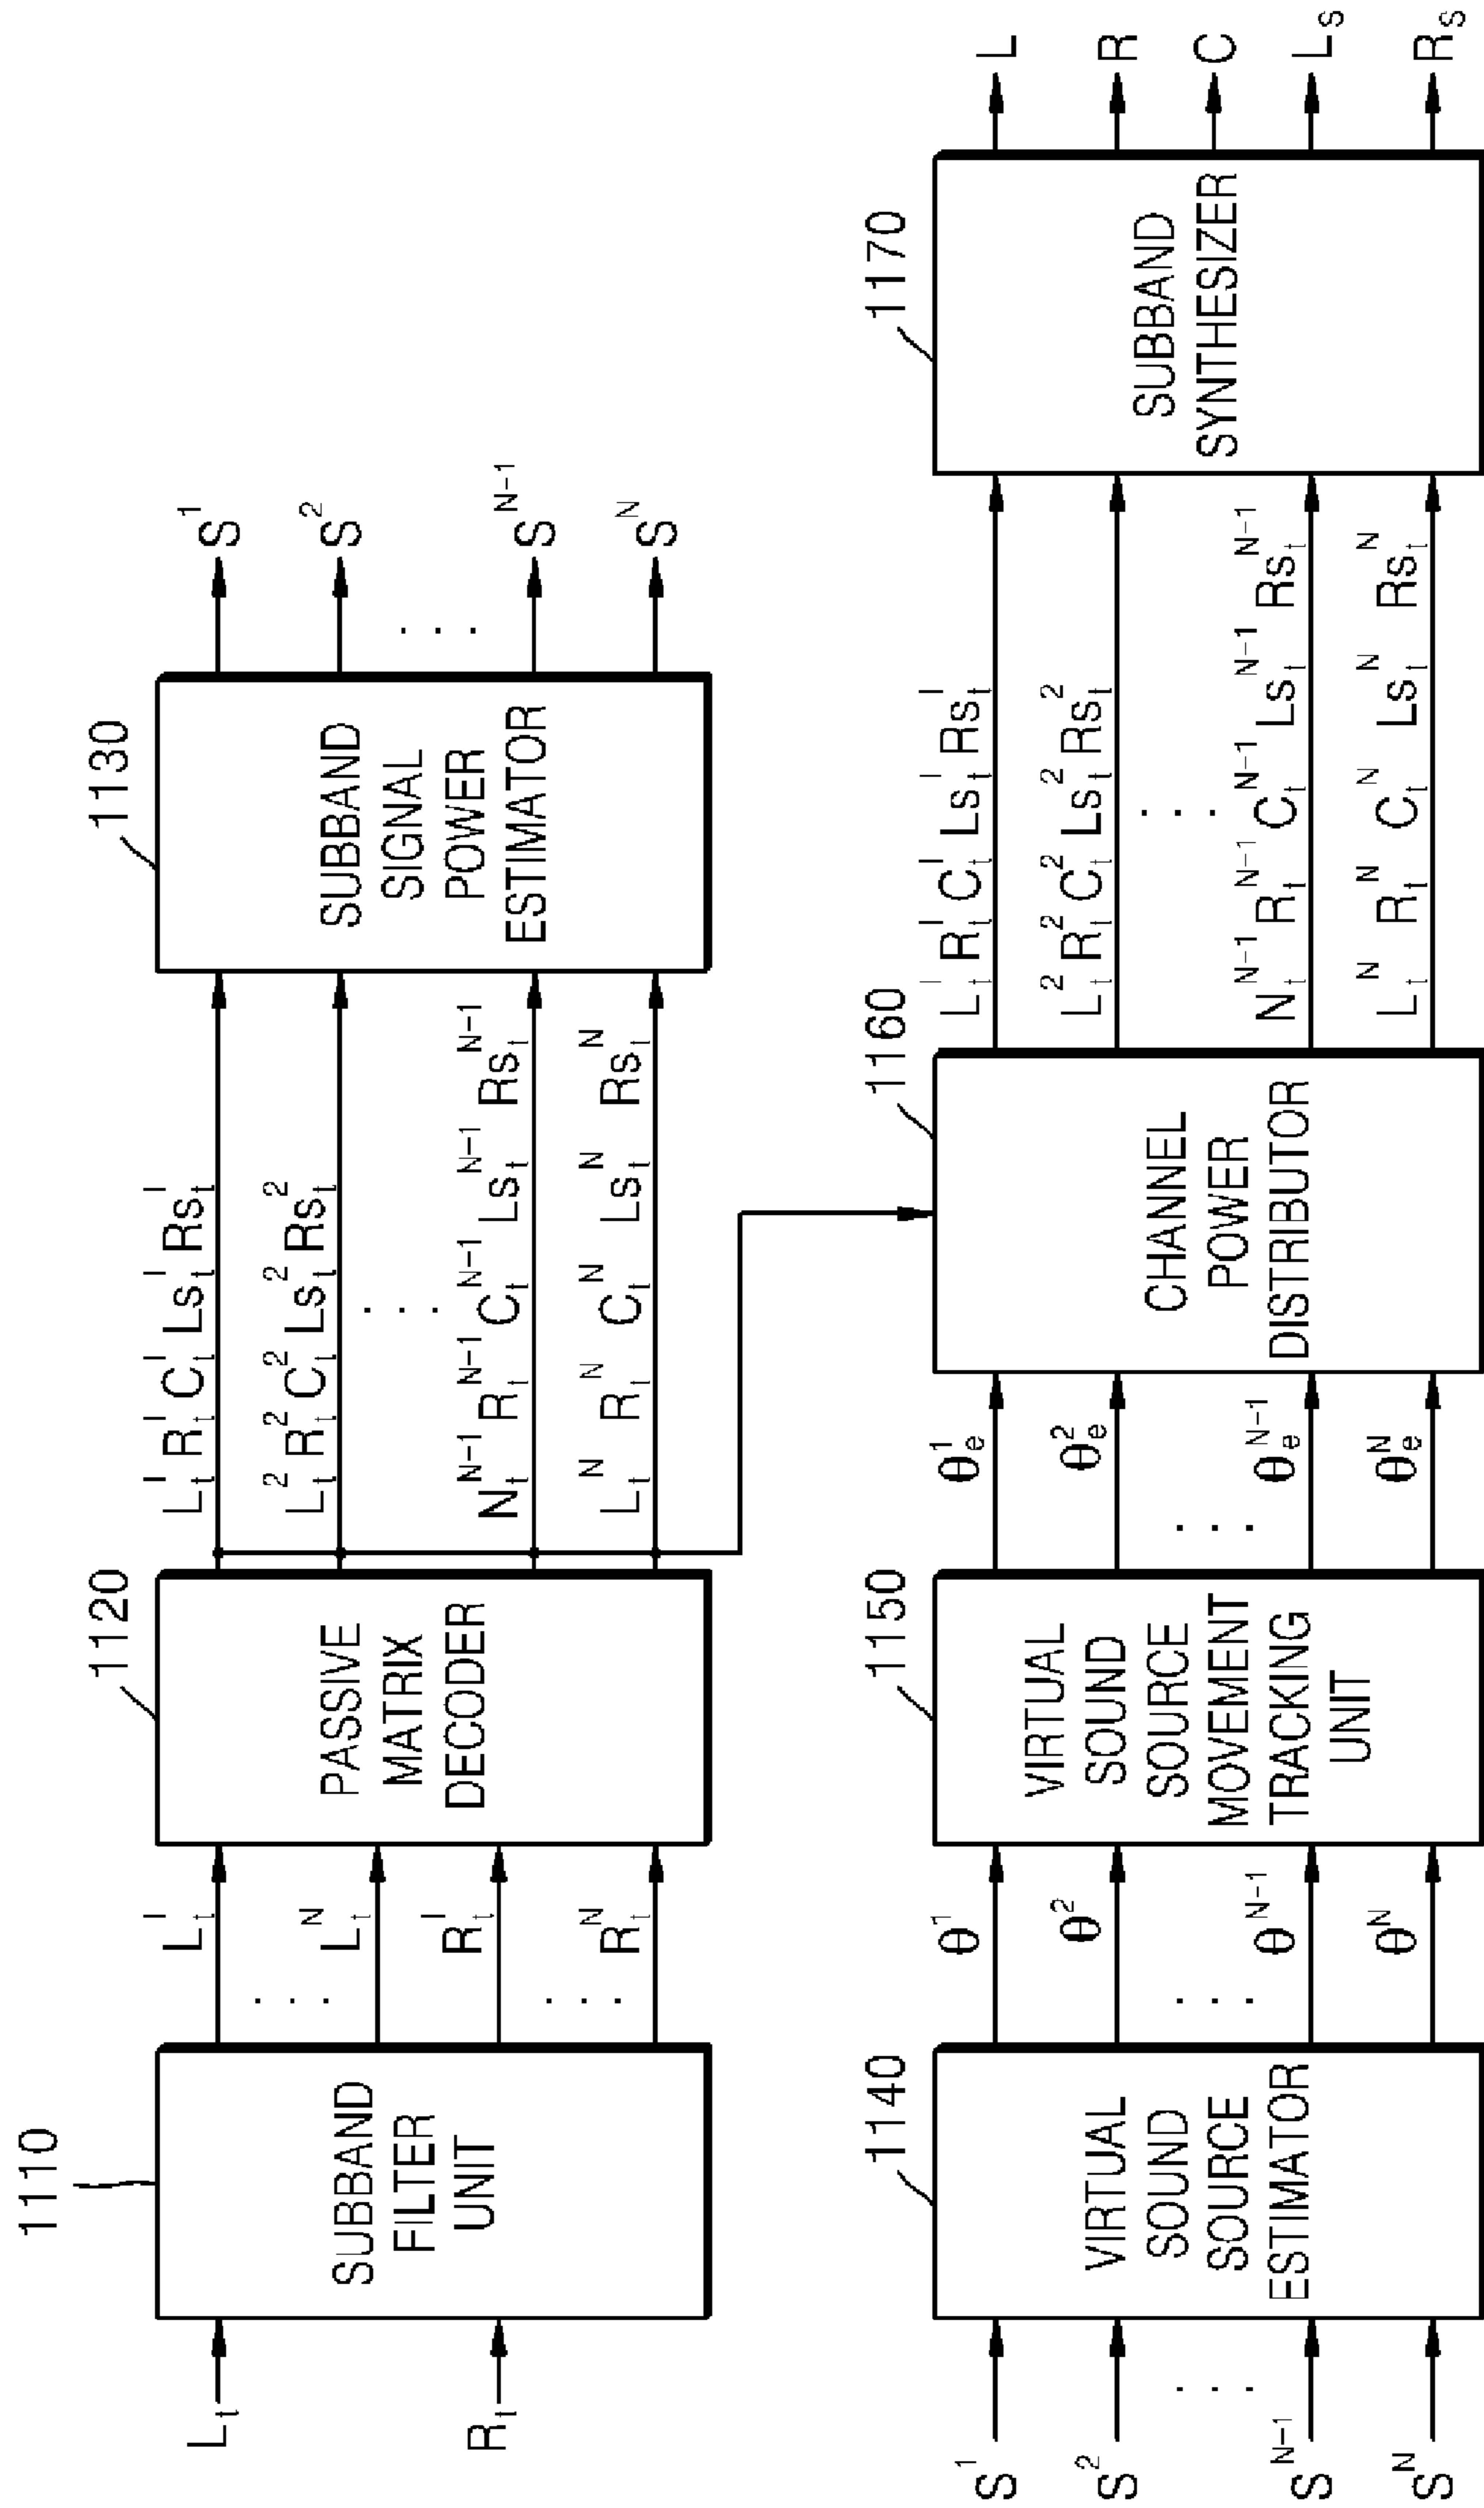 1110
1120
1130
L_t
R_t
SUBBAND
FILTER
UNIT
L_t^1
. . .
L_t^N
R_t^1
. . .
R_t^N
PASSIVE
MATRIX
DECODER
L_t^1 R_t^1 C_t^1 Ls_t^1 Rs_t^1
L_t^2 R_t^2 C_t^2 Ls_t^2 Rs_t^2
. . .
N_t^N-1 R_t^N-1 C_t^N-1 Ls_t^N-1 Rs_t^N-1
L_t^N R_t^N C_t^N Ls_t^N Rs_t^N
SUBBAND
SIGNAL
POWER
ESTIMATOR
S^1
S^2
. . .
S^N-1
S^N
1140
1150
1160
1170
S^1
S^2
. . .
S^N-1
S^N
VIRTUAL
SOUND
SOURCE
ESTIMATOR
θ^1
θ^2
. . .
θ^N-1
θ^N
VIRTUAL
SOUND
SOURCE
MOVEMENT
TRACKING
UNIT
θ_e^1
θ_e^2
. . .
θ_e^N-1
θ_e^N
CHANNEL
POWER
DISTRIBUTOR
L_t^1 R_t^1 C_t^1 Ls_t^1 Rs_t^1
L_t^2 R_t^2 C_t^2 Ls_t^2 Rs_t^2
. . .
N_t^N-1 R_t^N-1 C_t^N-1 Ls_t^N-1 Rs_t^N-1
L_t^N R_t^N C_t^N Ls_t^N Rs_t^N
SUBBAND
SYNTHESIZER
L
R
C
L_S
R_S